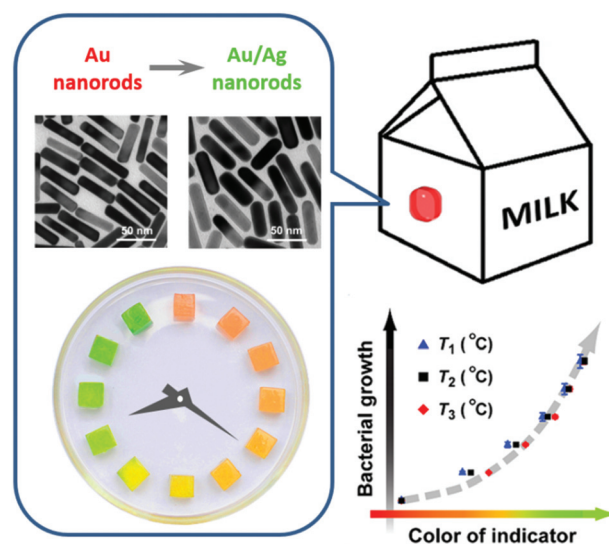 Au
nanorods
Au/Ag
nanorods
50 nm
50 nm
MILK
Bacterial growth
T1 (°C)
T2 (°C)
T3 (°C)
Color of indicator